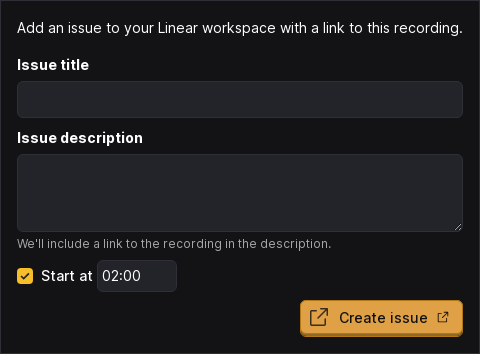 Add an issue to your Linear workspace with a link to this recording.
Issue title
Issue description
We'll include a link to the recording in the description.
Start at 02:00
Create issue